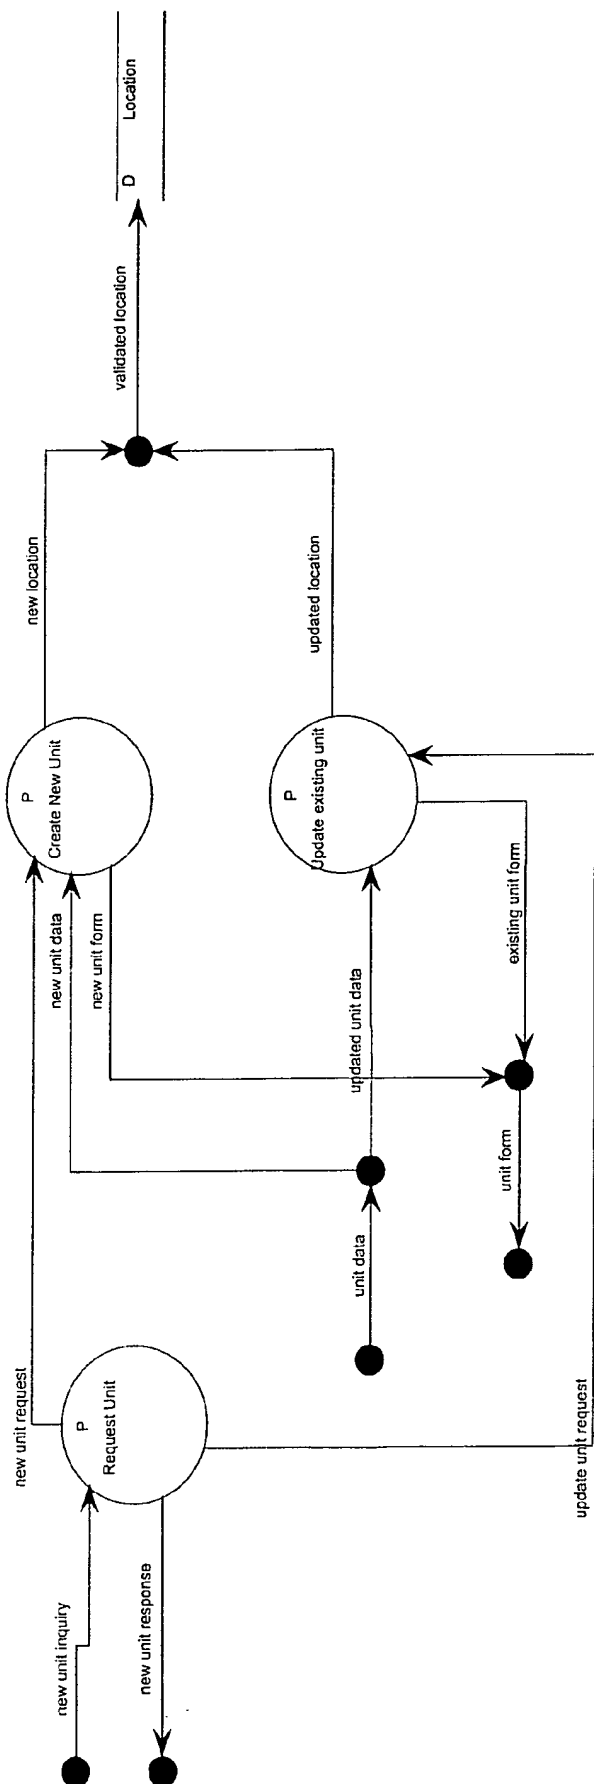 new unit inquiry
new unit response
P
Request Unit
new unit request
update unit request
unit data
unit form
new unit data
new unit form
updated unit data
existing unit form
P
Create New Unit
P
Update existing unit
new location
updated location
validated location
D Location